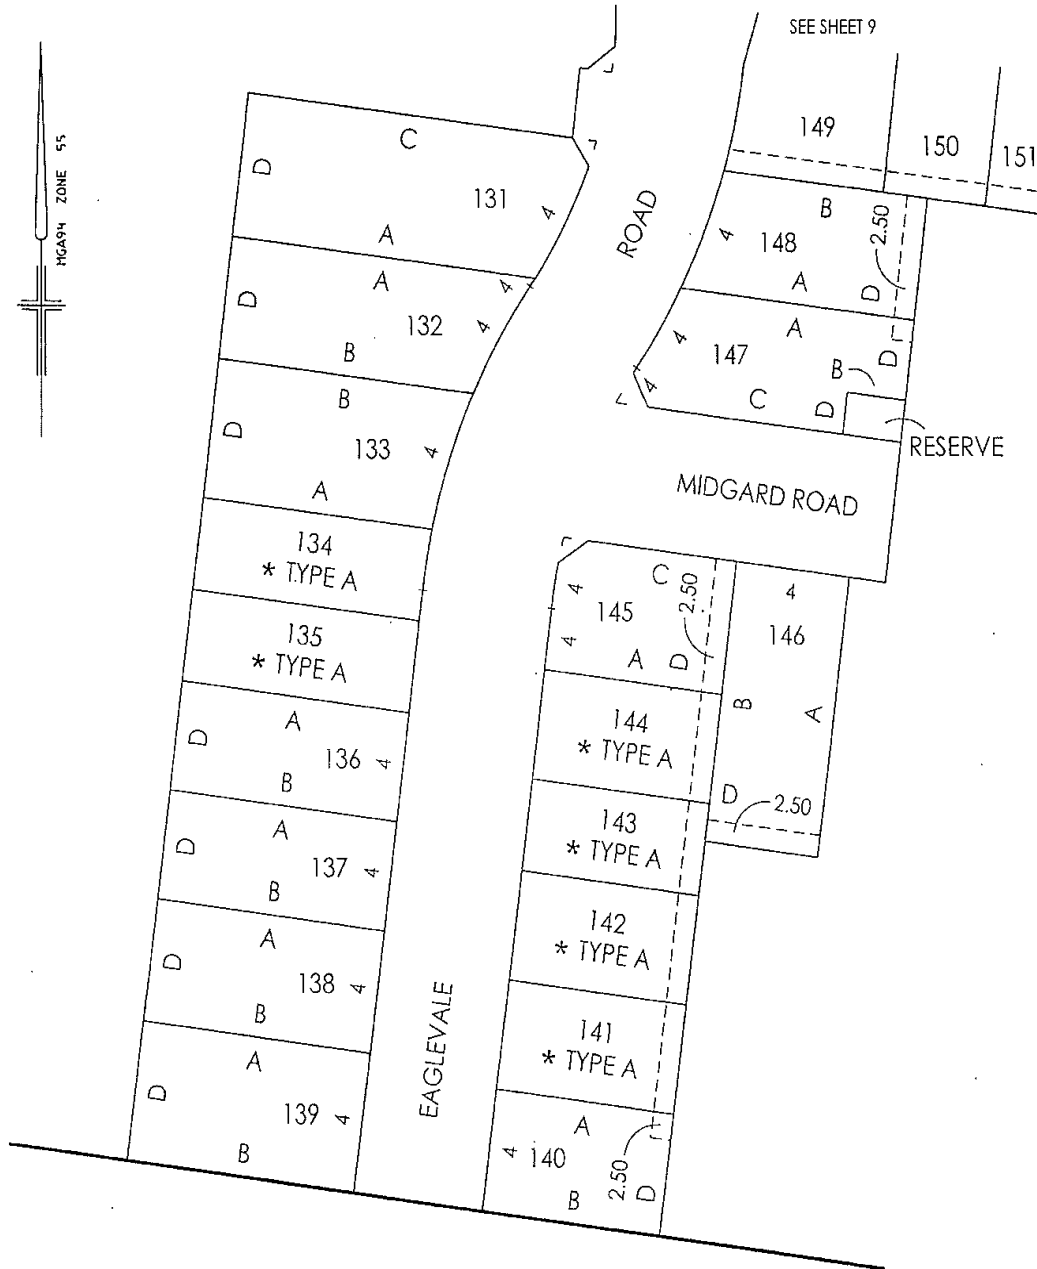 SEE SHEET 9
MGA94 ZONE 55
149
150
151
C
D
131
4
A
ROAD
B
2.50
4
148
A
D
A
4
D
4
132
B
A
4
147
D
B
4
C
D
RESERVE
B
D
133
4
A
MIDGARD ROAD
134
* TYPE A
C
4
2.50
145
4
A
D
4
146
B
A
D
2.50
135
* TYPE A
144
* TYPE A
A
D
136
4
B
143
* TYPE A
A
D
137
4
B
142
* TYPE A
A
D
138
4
B
141
* TYPE A
EAGLEVALE
A
D
139
4
B
A
4
140
2.50
D
B